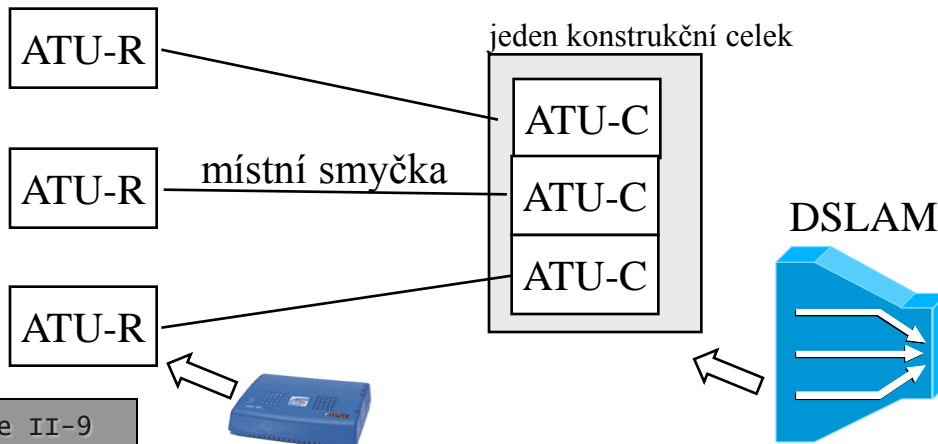 jeden konstrukční celek
ATU-R
ATU-C
místní smyčka
ATU-R
ATU-C
DSLAM
ATU-C
ATU-R
e II-9